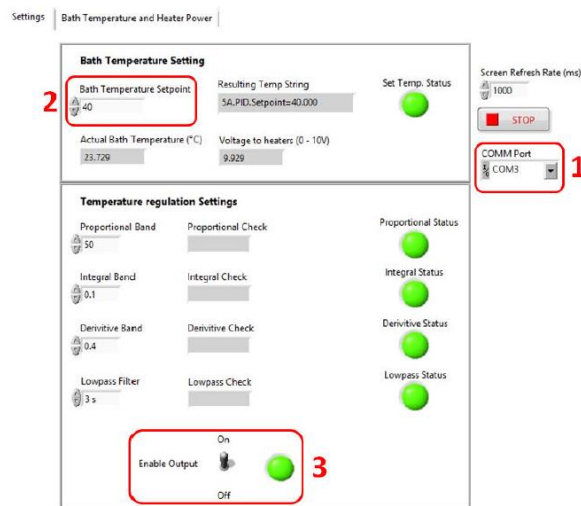 Settings
Bath Temperature and Heater Power
Bath Temperature Setting
2
Bath Temperature Setpoint
40
Resulting Temp String
5A.PID.Setpoint=40.000
Set Temp. Status
Actual Bath Temperature (°C)
23.729
Voltage to heaters (0 - 10V)
9.929
Screen Refresh Rate (ms)
1000
STOP
COMM Port
COM3
1
Temperature regulation Settings
Proportional Band
50
Proportional Check
Proportional Status
Integral Band
0.1
Integral Check
Integral Status
Derivitive Band
0.4
Derivitive Check
Derivitive Status
Lowpass Filter
3 s
Lowpass Check
Lowpass Status
On
Enable Output
Off
3